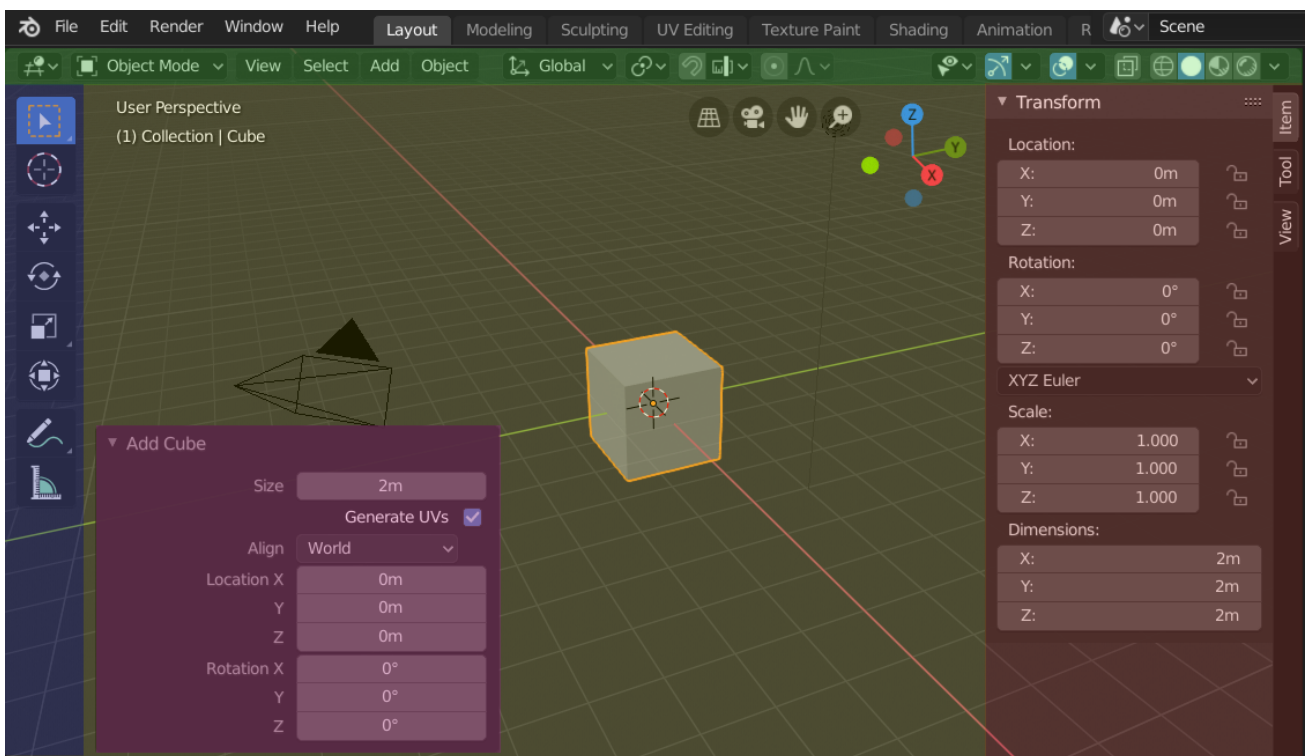 File Edit Render Window Help Layout Modeling Sculpting UV Editing Texture Paint Shading Animation R Scene
Object Mode View Select Add Object Global
User Perspective
(1) Collection | Cube
Z
Y
X
Add Cube
Size 2m
Generate UVs
Align World
Location X 0m
Y 0m
Z 0m
Rotation X 0°
Y 0°
Z 0°
Transform
Location:
X: 0m
Y: 0m
Z: 0m
Rotation:
X: 0°
Y: 0°
Z: 0°
XYZ Euler
Scale:
X: 1.000
Y: 1.000
Z: 1.000
Dimensions:
X: 2m
Y: 2m
Z: 2m
Item
Tool
View